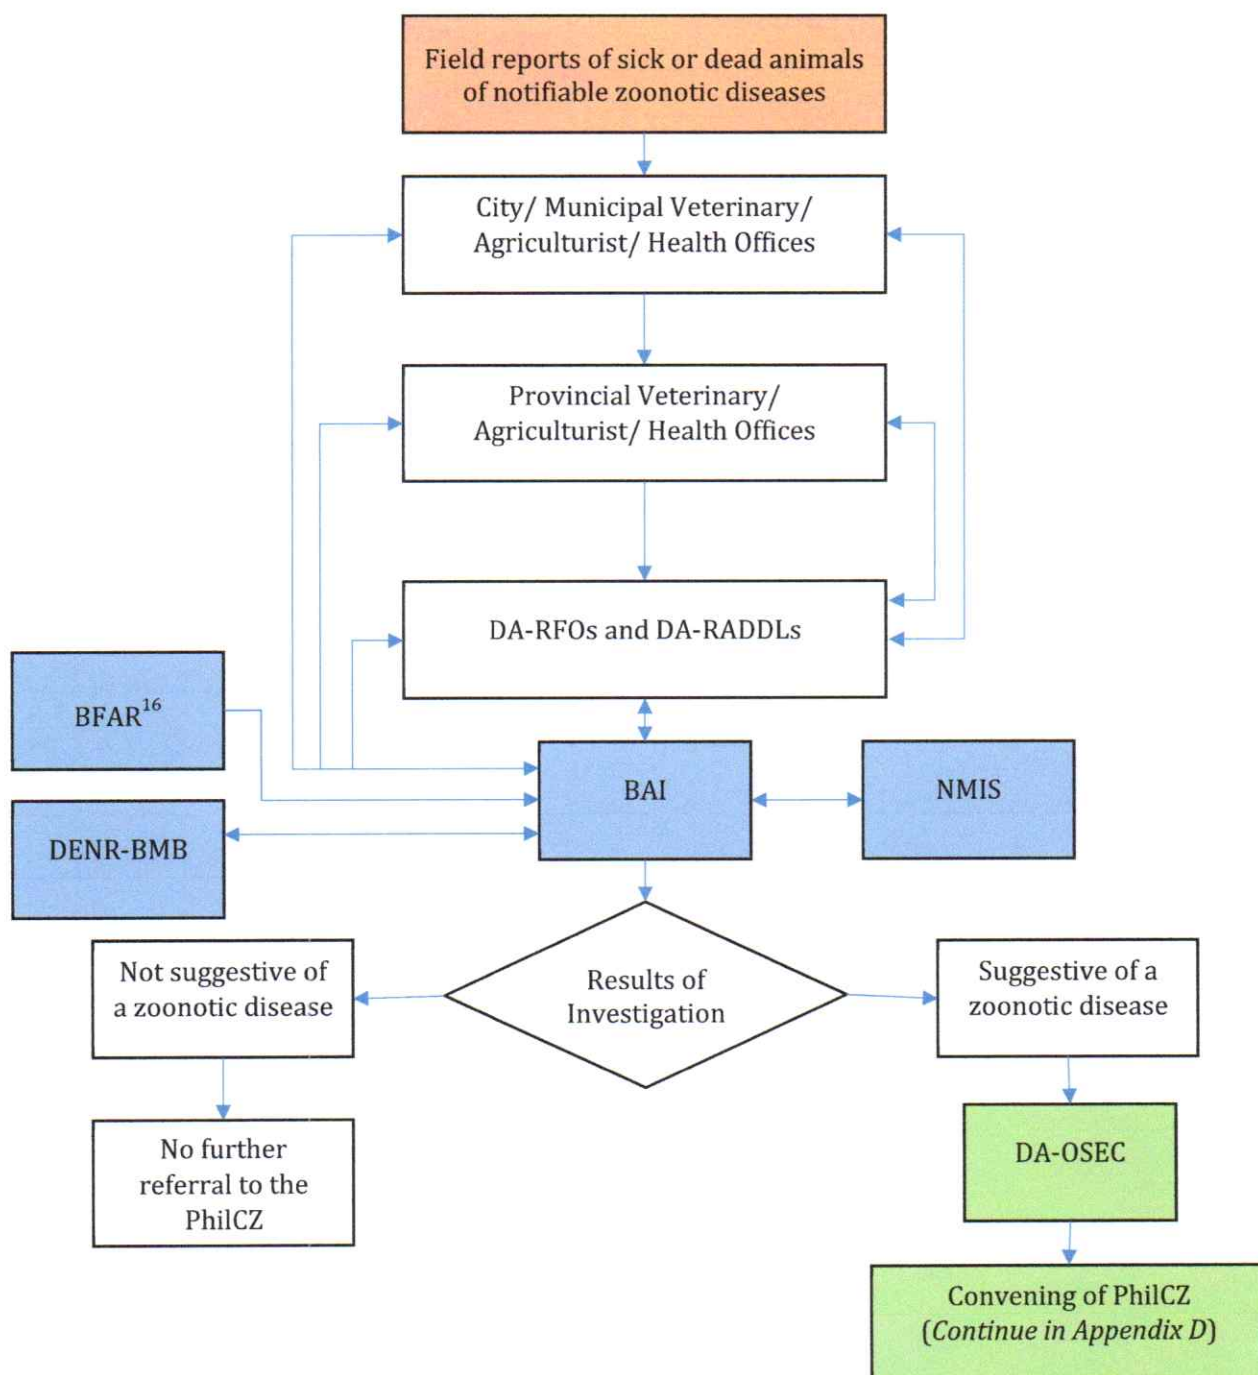 Field reports of sick or dead animals
of notifiable zoonotic diseases
City/ Municipal Veterinary/
Agriculturist/ Health Offices
Provincial Veterinary/
Agriculturist/ Health Offices
DA-RFOs and DA-RADDLs
BFAR16
BAI
NMIS
DENR-BMB
Not suggestive of
a zoonotic disease
Results of
Investigation
Suggestive of a
zoonotic disease
No further
referral to the
PhilCZ
DA-OSEC
Convening of PhilCZ
(Continue in Appendix D)